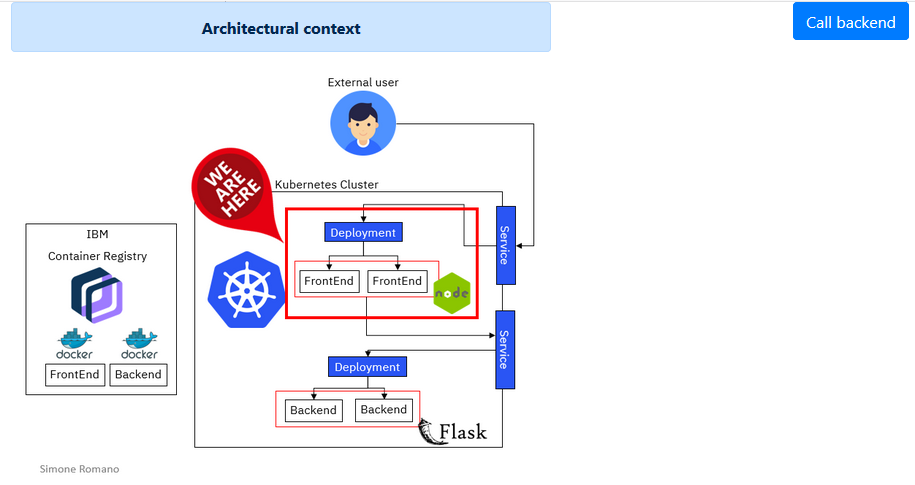 Architectural context
Call backend
External user
WE
ARE
HERE
Kubernetes Cluster
IBM
Container Registry
docker
docker
FrontEnd
Backend
Deployment
FrontEnd
FrontEnd
node
Service
Service
Deployment
Backend
Backend
Flask
Simone Romano